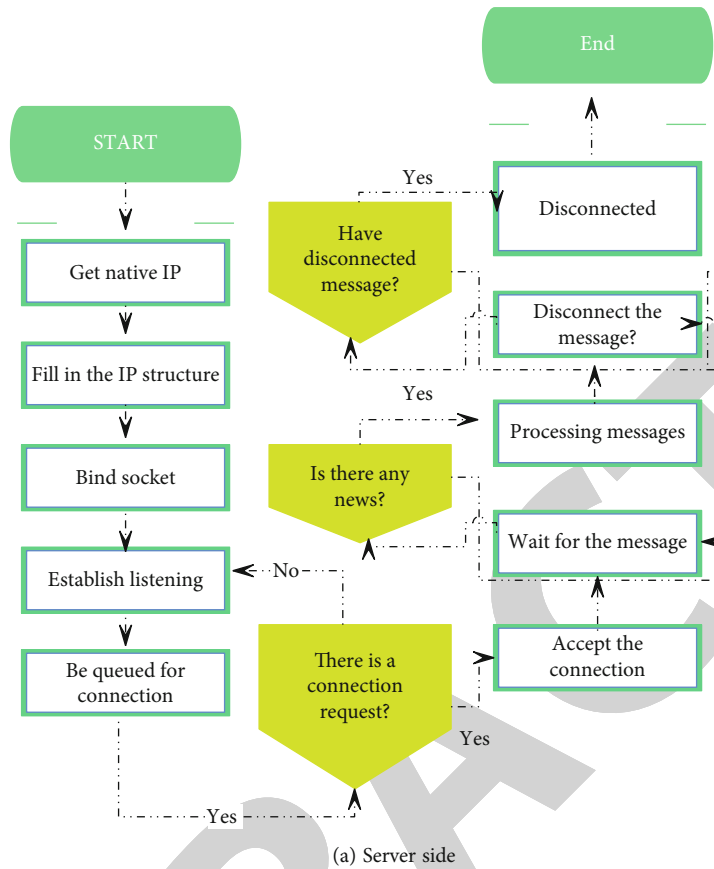 START
Get native IP
Fill in the IP structure
Bind socket
Establish listening
Be queued for
connection
Yes
There is a
connection
request?
No
Yes
Accept the
connection
Wait for the message
Is there any
news?
Yes
Processing messages
Disconnect the
message?
Have
disconnected
message?
Yes
Disconnected
End
(a) Server side